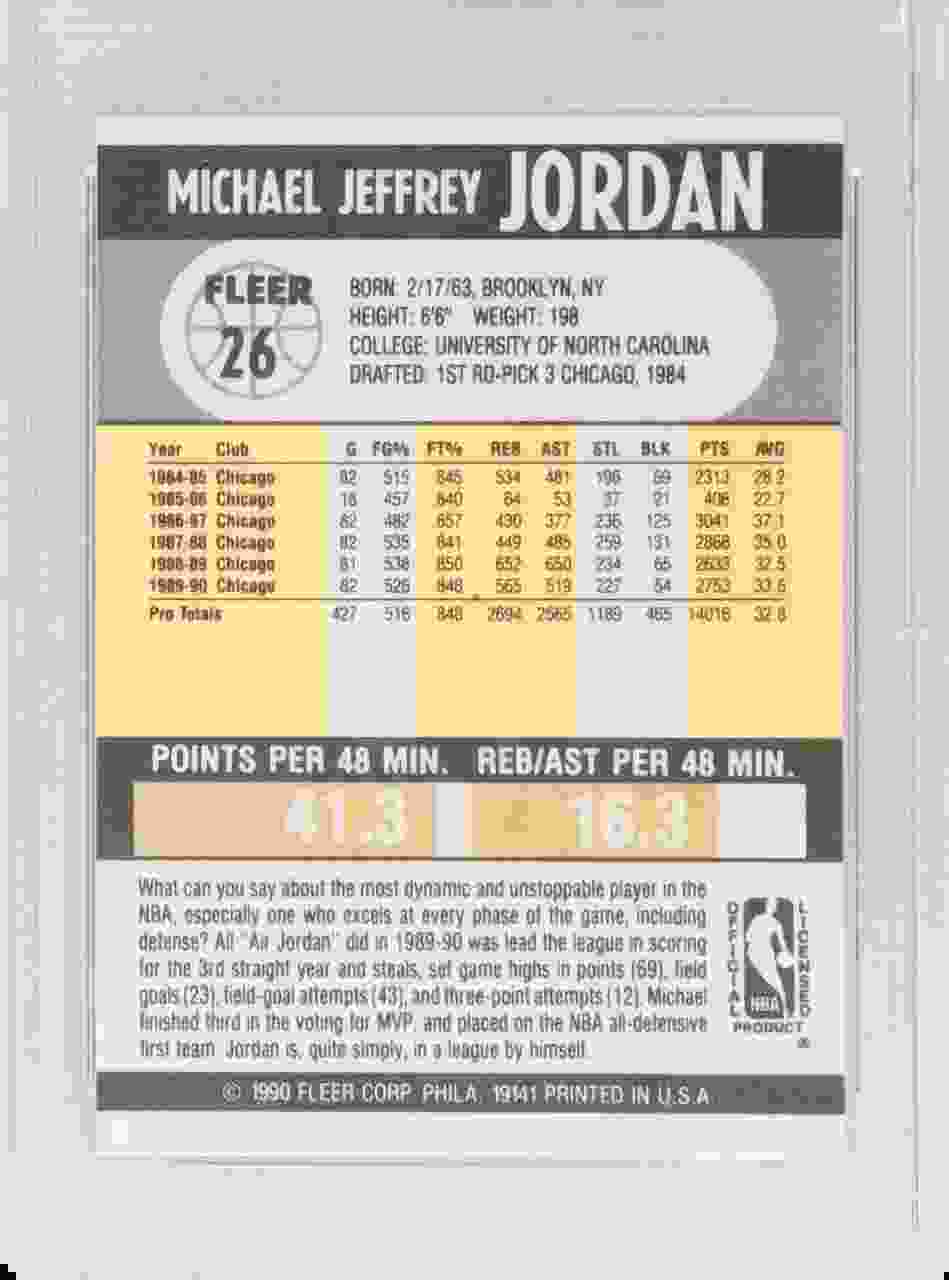 MICHAEL JEFFREY JORDAN
FLEER
26
BORN: 2/17/63, BROOKLYN, NY
HEIGHT: 6'6" WEIGHT: 198
COLLEGE: UNIVERSITY OF NORTH CAROLINA
DRAFTED: 1ST RD-PICK 3 CHICAGO, 1984
Year Club G FG% FT% REB AST STL BLK PTS AVG
1984-85 Chicago 82 515 845 534 481 196 69 2313 28.2
1985-86 Chicago 18 457 840 64 53 37 21 408 22.7
1986-87 Chicago 82 482 857 430 377 236 125 3041 37.1
1987-88 Chicago 82 535 841 449 485 259 131 2868 35.0
1988-89 Chicago 81 538 850 652 650 234 65 2633 32.5
1989-90 Chicago 82 526 848 565 519 227 54 2753 33.6
Pro Totals 427 516 848 2694 2565 1189 465 14016 32.8
POINTS PER 48 MIN. REB/AST PER 48 MIN.
41.3 16.3
What can you say about the most dynamic and unstoppable player in the
NBA, especially one who excels at every phase of the game, including
defense? All "Air Jordan" did in 1989-90 was lead the league in scoring
for the 3rd straight year and steals, set game highs in points (69), field
goals (23), field-goal attempts (43), and three-point attempts (12). Michael
finished third in the voting for MVP, and placed on the NBA all-defensive
first team. Jordan is, quite simply, in a league by himself.
OFFICIAL LICENSED
NBA
PRODUCT
®
© 1990 FLEER CORP. PHILA. 19141 PRINTED IN U.S.A.